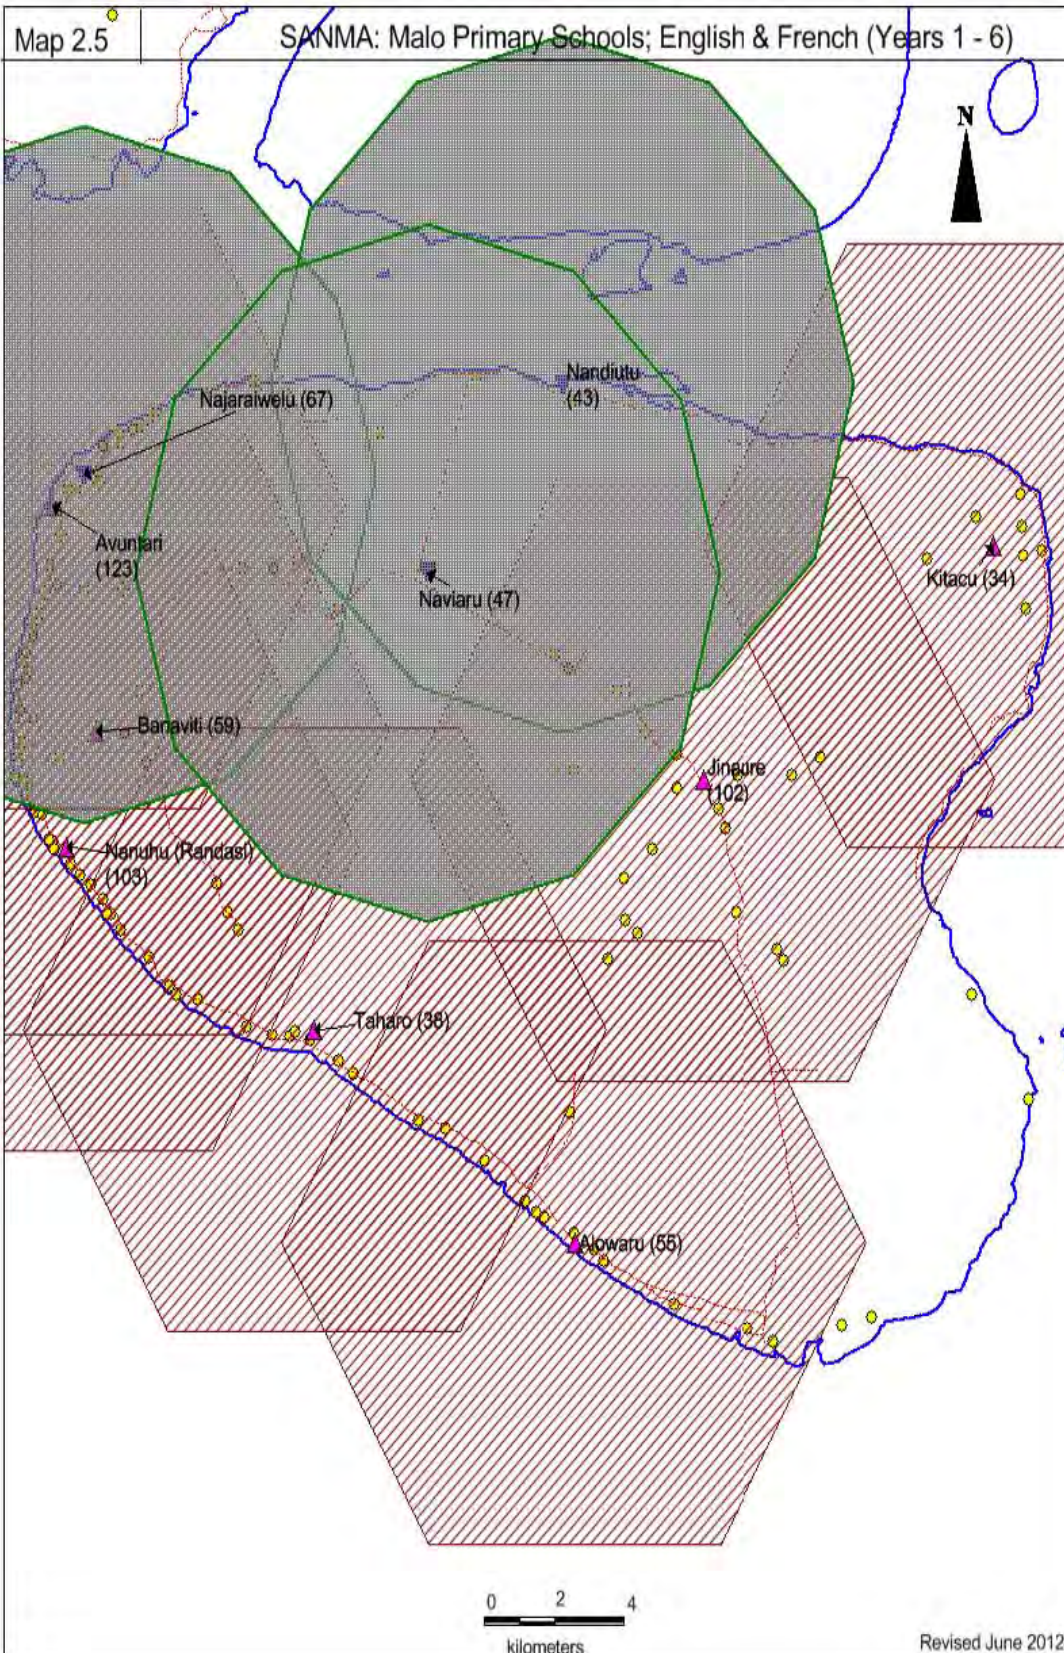 Map 2.5
SANMA: Malo Primary Schools; English & French (Years 1 - 6)
N
Nandiutu
(43)
Najaraiwelu (67)
Avuntari
(123)
Naviaru (47)
Kitacu (34)
Banaviti (59)
Jinaure
(102)
Nanuhu (Randasi)
(103)
Taharo (38)
Alowaru (55)
0 2 4
kilometers
Revised June 2012